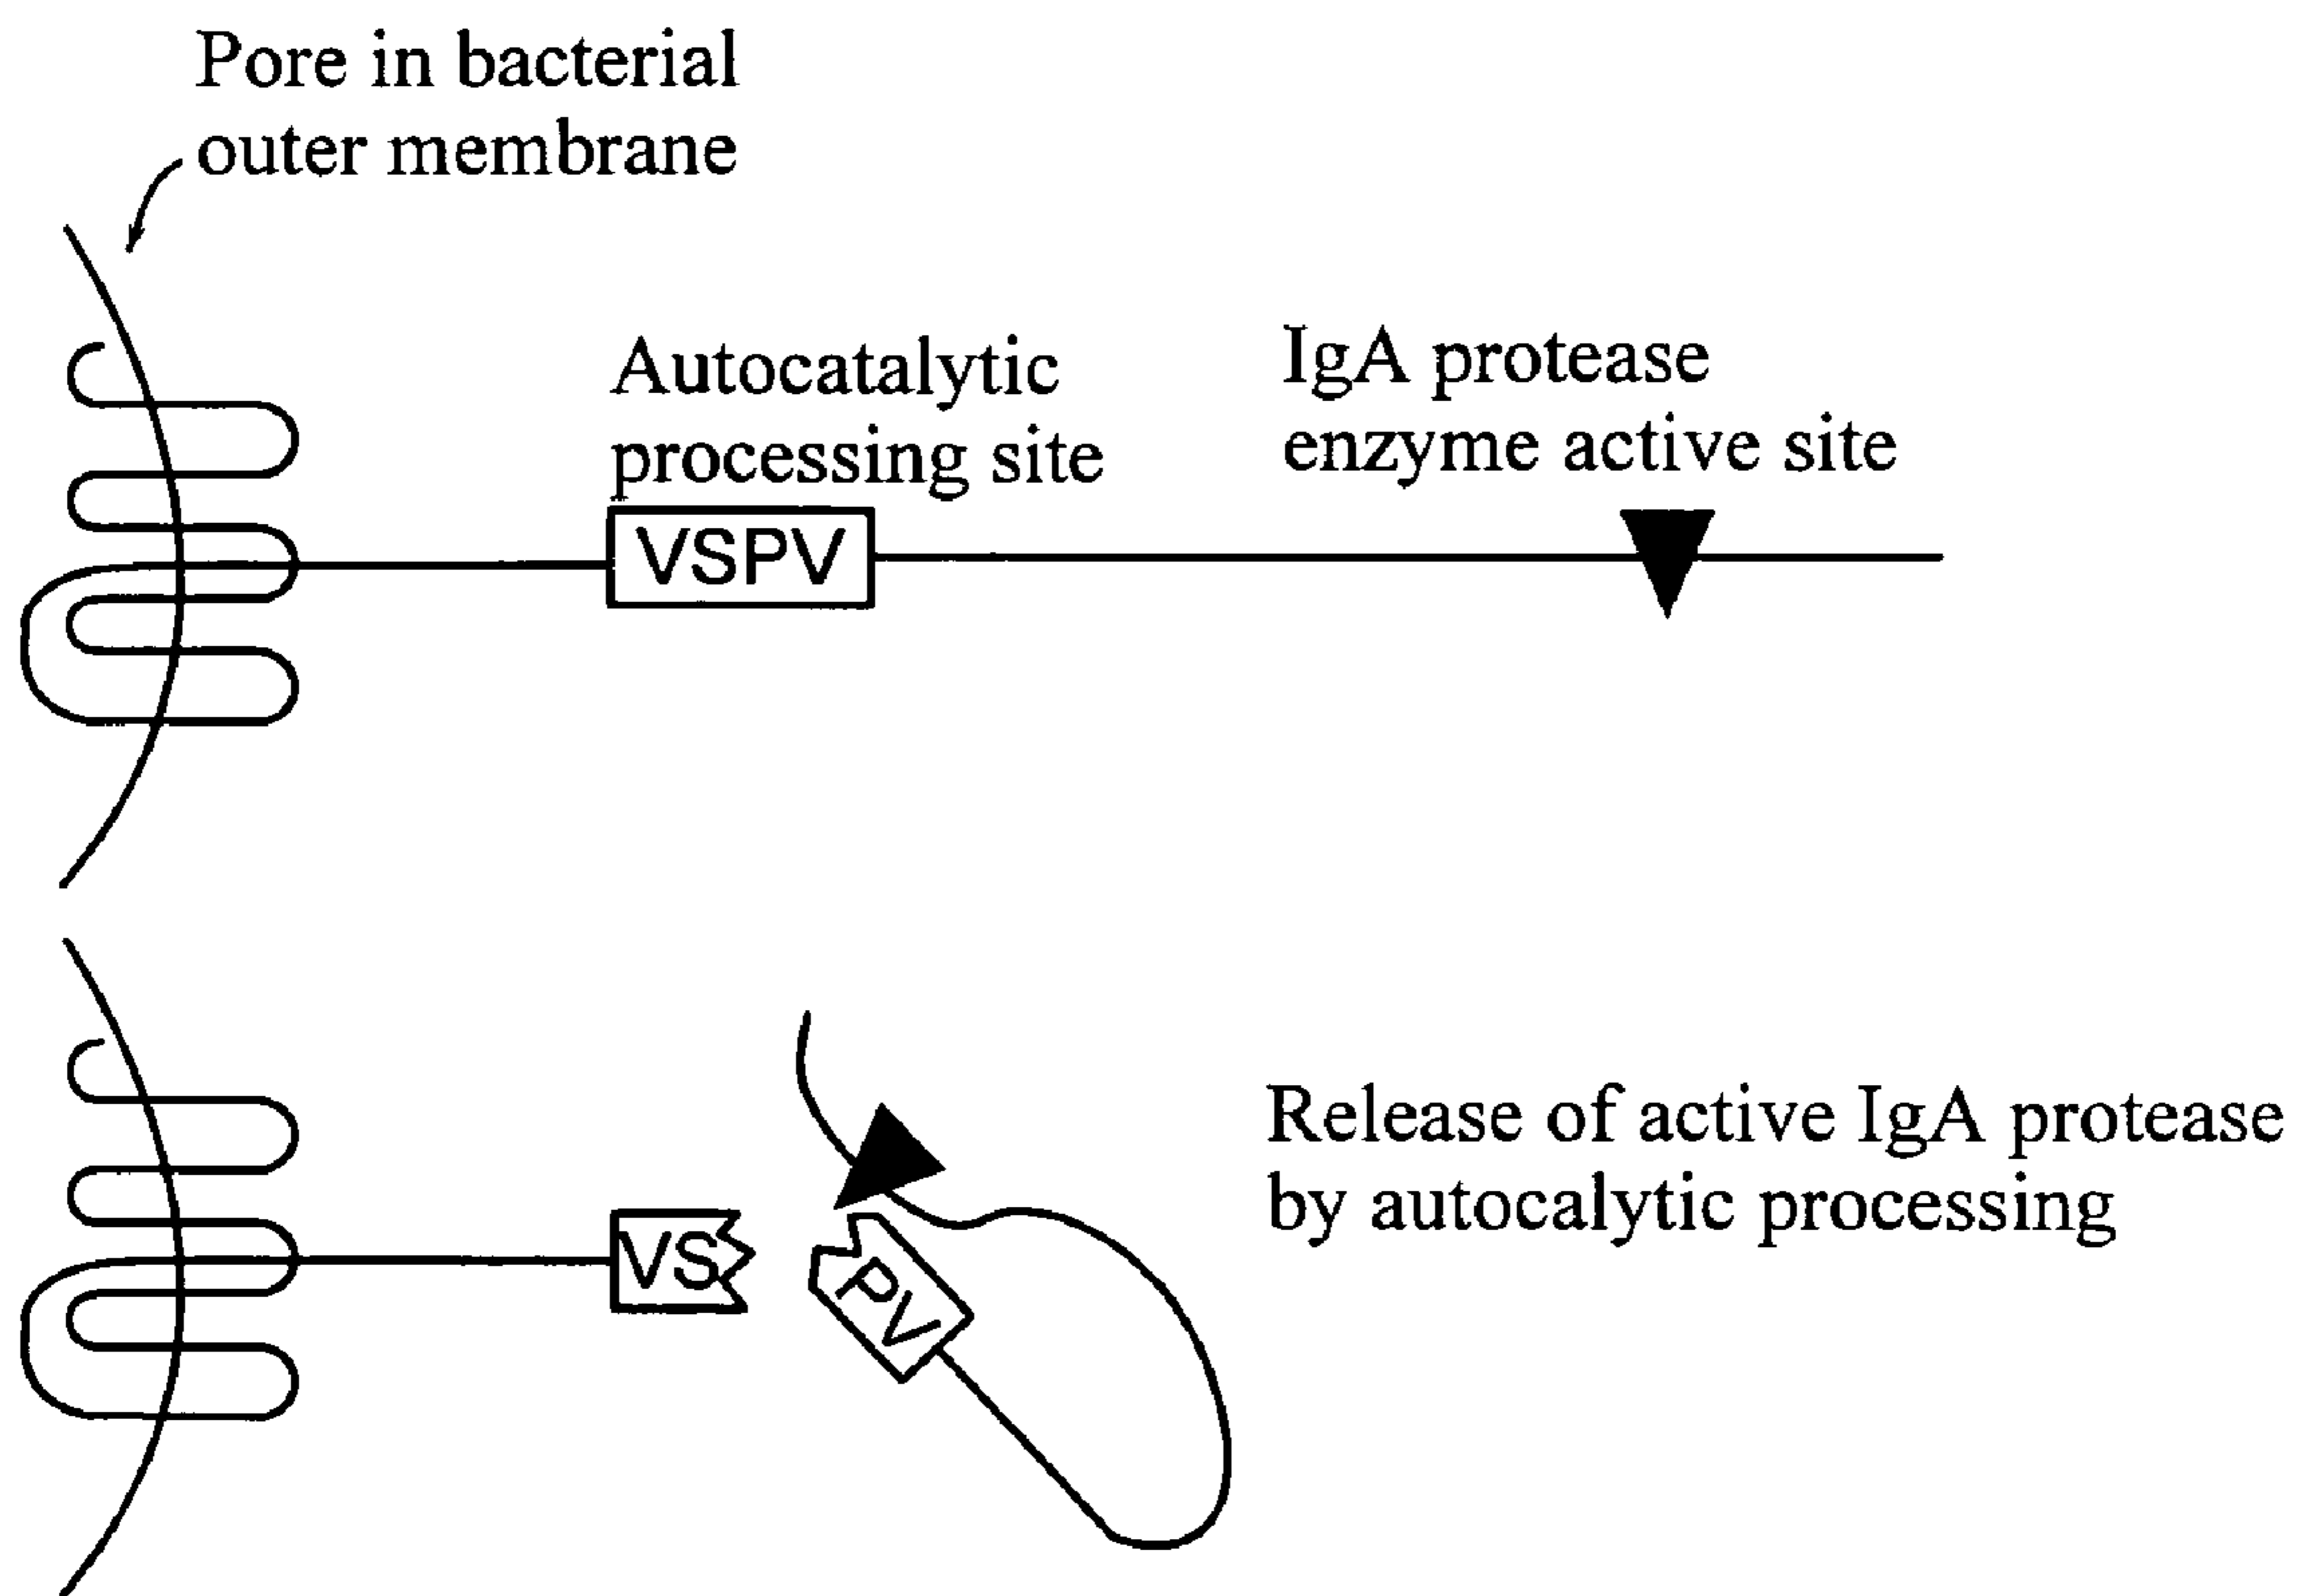 Pore in bacterial
outer membrane
Autocatalytic
processing site
IgA protease
enzyme active site
VSPV
VS
PV
Release of active IgA protease
by autocalytic processing